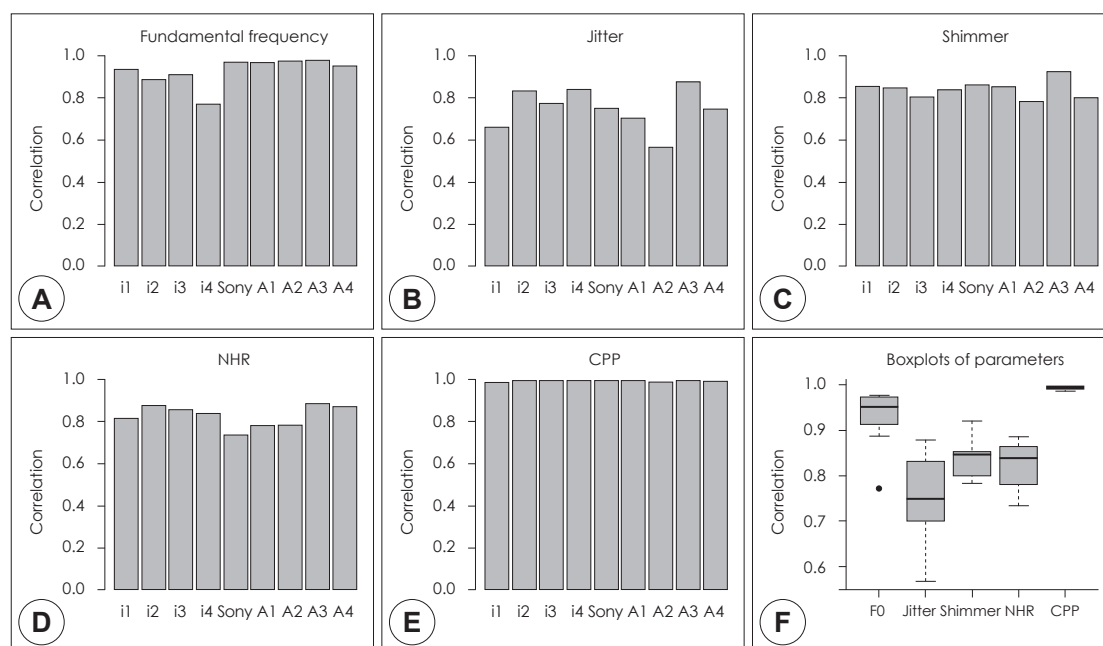 Fundamental frequency
Correlation
1.0
0.8
0.6
0.4
0.2
0.0
i1 i2 i3 i4 Sony A1 A2 A3 A4
A
Jitter
Correlation
1.0
0.8
0.6
0.4
0.2
0.0
i1 i2 i3 i4 Sony A1 A2 A3 A4
B
Shimmer
Correlation
1.0
0.8
0.6
0.4
0.2
0.0
i1 i2 i3 i4 Sony A1 A2 A3 A4
C
NHR
Correlation
1.0
0.8
0.6
0.4
0.2
0.0
i1 i2 i3 i4 Sony A1 A2 A3 A4
D
CPP
Correlation
1.0
0.8
0.6
0.4
0.2
0.0
i1 i2 i3 i4 Sony A1 A2 A3 A4
E
Boxplots of parameters
Correlation
1.0
0.9
0.8
0.7
0.6
F0 Jitter Shimmer NHR CPP
F